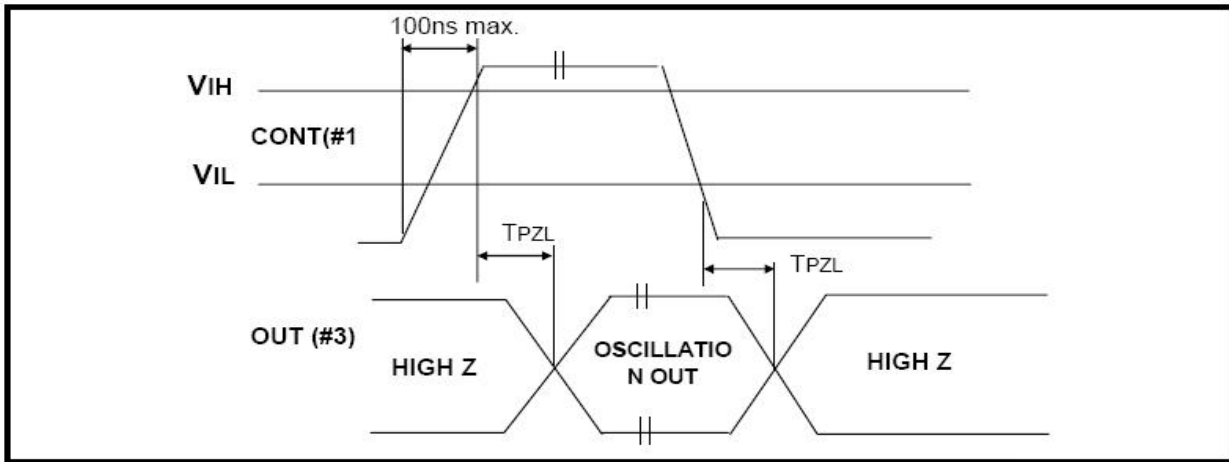 100ns max.
VIH
CONT(#1
VIL
TPZL
TPZL
OUT (#3)
HIGH Z
OSCILLATIO
N OUT
HIGH Z